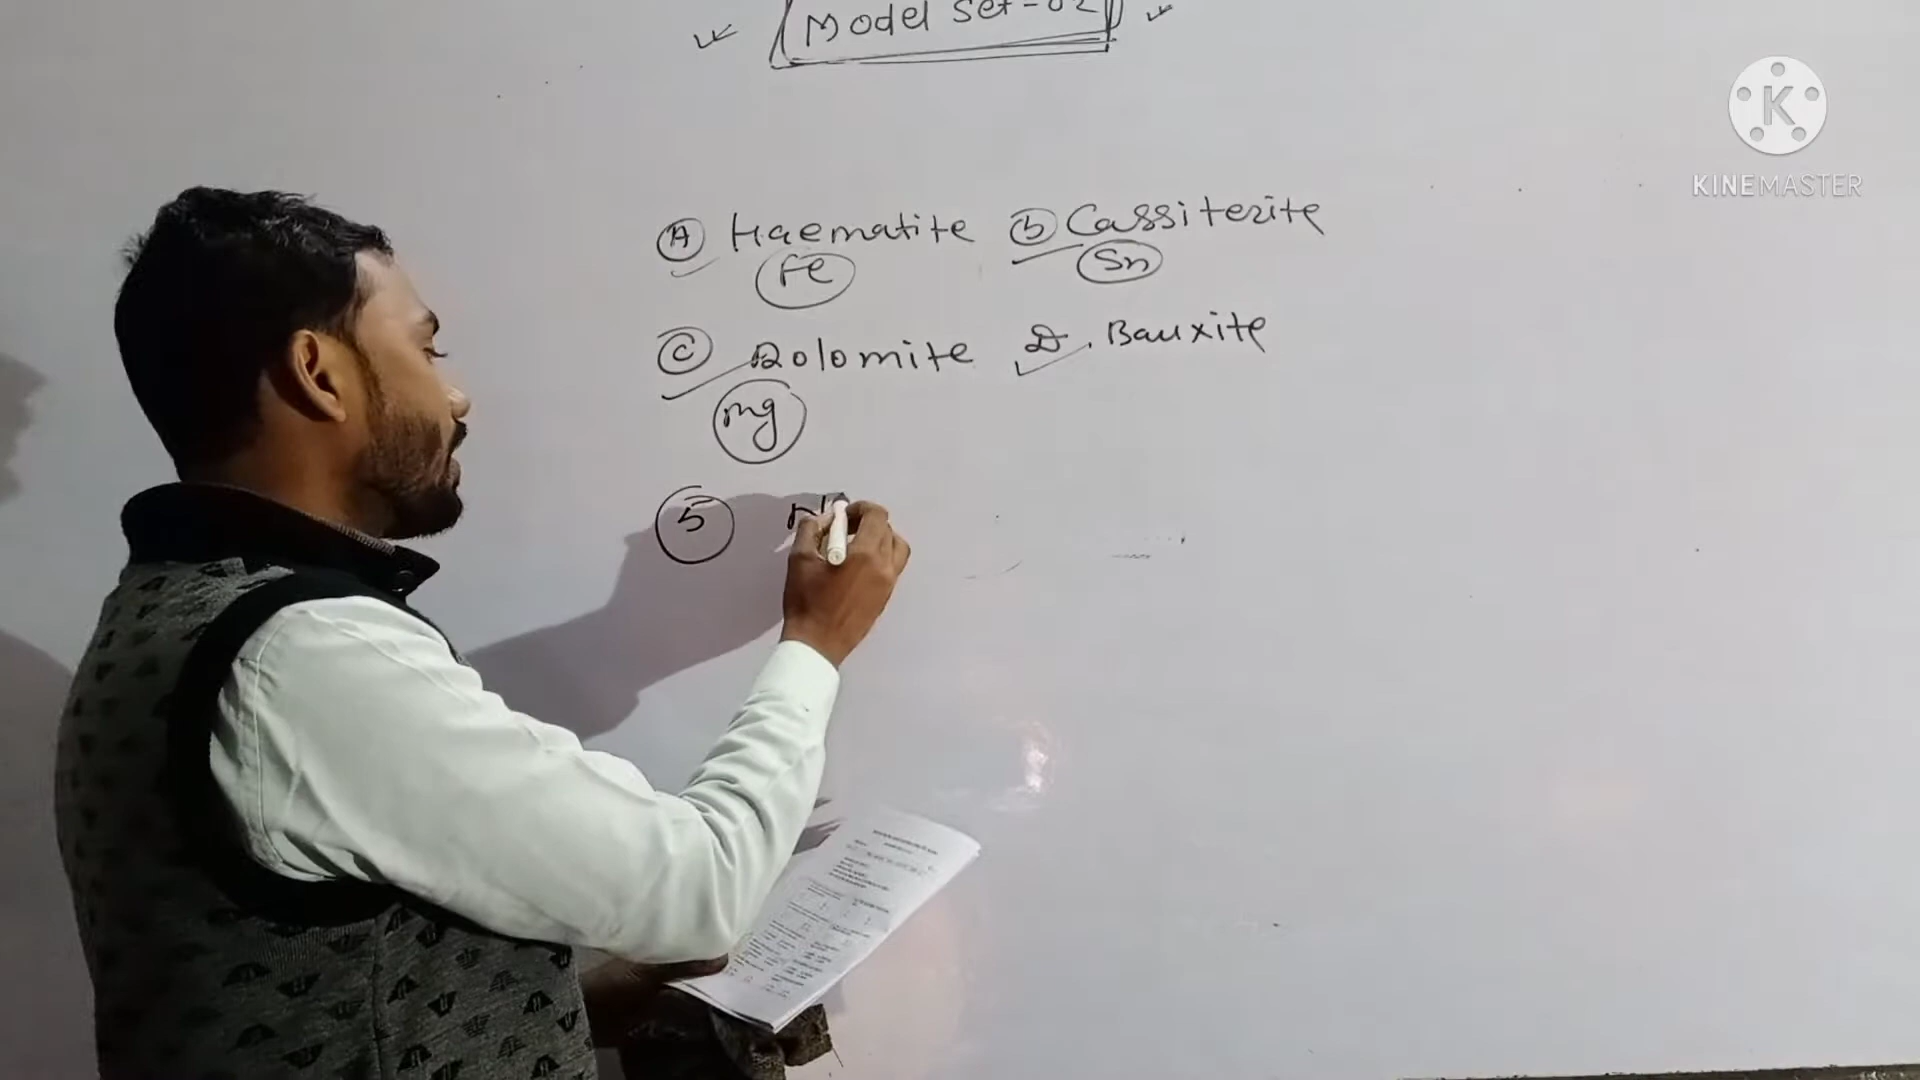 Model Set-02
K
KINEMASTER
(A) Haematite (b) Cassiterite
Fe Sn
(C) Dolomite D. Bauxite
mg
(5)